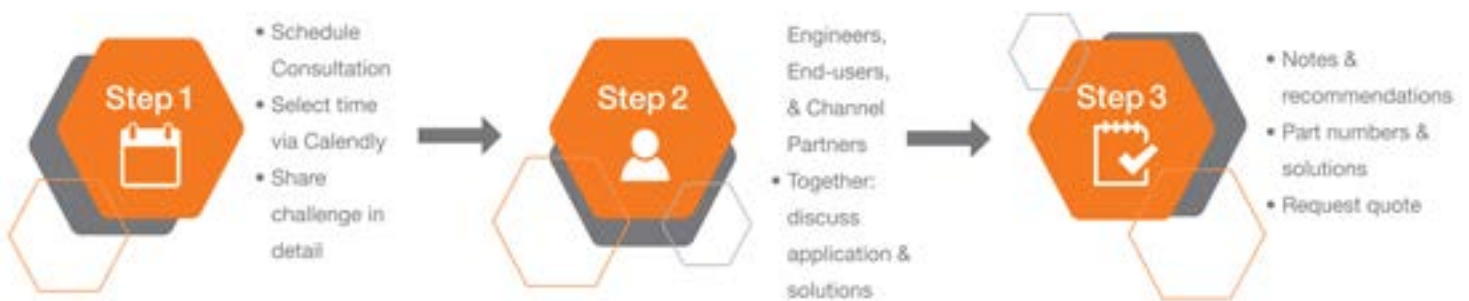 Step 1
• Schedule
Consultation
• Select time
via Calendly
• Share
challenge in
detail
Step 2
Engineers,
End-users,
& Channel
Partners
• Together:
discuss
application &
solutions
Step 3
• Notes &
recommendations
• Part numbers &
solutions
• Request quote